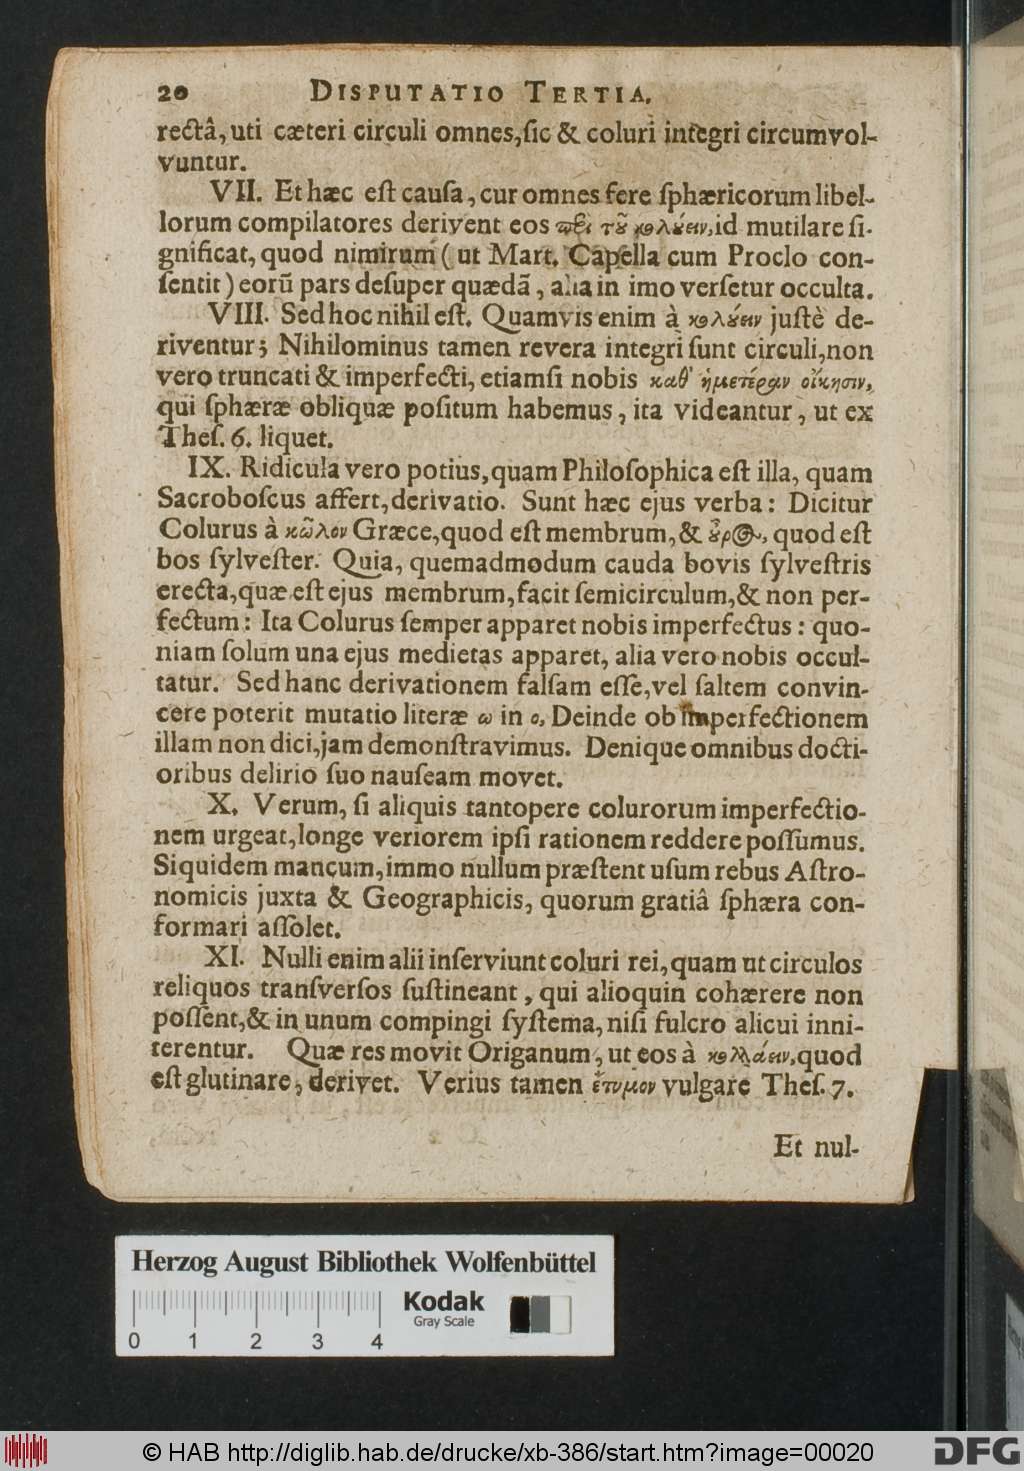 20 DISPUTATIO TERTIA.
rectâ, uti cæteri circuli omnes, ſic & coluri integri circumvol-
vuntur.
VII. Et hæc eſt cauſa, cur omnes fere ſphæricorum libel-
lorum compilatores derivent eos τȣ͂ κολȣ́ειν, id mutilare ſi-
gnificat, quod nimirum ( ut Mart. Capella cum Proclo con-
ſentit ) eorũ pars deſuper quædã, alia in imo verſetur occulta.
VIII. Sed hoc nihil eſt. Quamvis enim à κολȣ́ειν juſtè de-
riventur; Nihilominus tamen revera integri ſunt circuli, non
vero truncati & imperfecti, etiamſi nobis καθ' ἡμετέραν οἴκησιν,
qui ſphæræ obliquæ poſitum habemus, ita videantur, ut ex
Theſ. 6. liquet.
IX. Ridicula vero potius, quam Philoſophica eſt illa, quam
Sacroboſcus affert, derivatio. Sunt hæc ejus verba: Dicitur
Colurus à κῶλον Græce, quod eſt membrum, & ȣ̓͂ρος, quod eſt
bos ſylveſter. Quia, quemadmodum cauda bovis ſylveſtris
erecta, quæ eſt ejus membrum, facit ſemicirculum, & non per-
fectum: Ita Colurus ſemper apparet nobis imperfectus: quo-
niam ſolum una ejus medietas apparet, alia vero nobis occul-
tatur. Sed hanc derivationem falſam eſſe, vel ſaltem convin-
cere poterit mutatio literæ ω in ο, Deinde ob imperfectionem
illam non dici, jam demonſtravimus. Denique omnibus docti-
oribus delirio ſuo nauſeam movet.
X. Verum, ſi aliquis tantopere colurorum imperfectio-
nem urgeat, longe veriorem ipſi rationem reddere poſſumus.
Siquidem mancum, immo nullum præſtent uſum rebus Aſtro-
nomicis juxta & Geographicis, quorum gratiâ ſphæra con-
formari aſſolet.
XI. Nulli enim alii inſerviunt coluri rei, quam ut circulos
reliquos tranſverſos ſuſtineant, qui alioquin cohærere non
poſſent, & in unum compingi ſyſtema, niſi fulcro alicui inni-
terentur. Quæ res movit Origanum, ut eos à κολλάειν, quod
eſt glutinare, derivet. Verius tamen ἔτυμον vulgare Theſ. 7.
Et nul-
Herzog August Bibliothek Wolfenbüttel
0 1 2 3 4
Kodak
Gray Scale
© HAB http://diglib.hab.de/drucke/xb-386/start.htm?image=00020
DFG